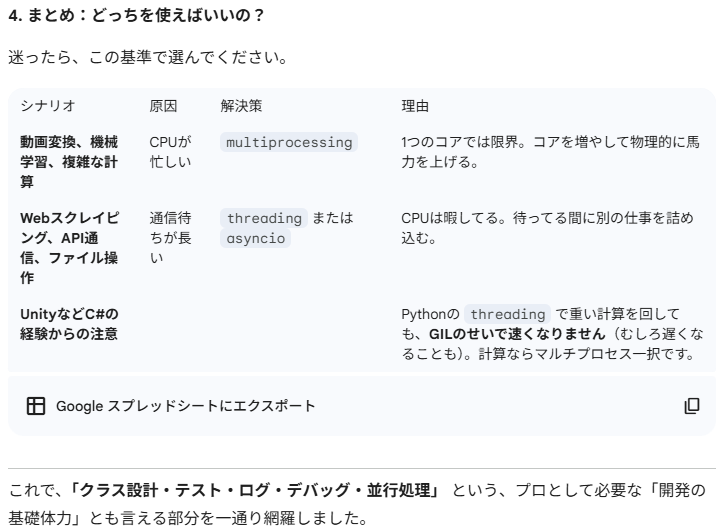 4. まとめ：どっちを使えばいいの？
迷ったら、この基準で選んでください。
シナリオ 原因 解決策 理由
動画変換、機械
学習、複雑な計
算
CPUが
忙しい
multiprocessing
1つのコアでは限界。コアを増やして物理的に馬
力を上げる。
Webスクレイピ
ング、API通
信、ファイル操
作
通信待
ちが長
い
threading または
asyncio
CPUは暇してる。待ってる間に別の仕事を詰め
込む。
UnityなどC#の
経験からの注意
Pythonの threading で重い計算を回して
も、GILのせいで速くなりません（むしろ遅くな
ることも）。計算ならマルチプロセス一択です。
Google スプレッドシートにエクスポート
これで、「クラス設計・テスト・ログ・デバッグ・並行処理」 という、プロとして必要な「開発の
基礎体力」とも言える部分を一通り網羅しました。